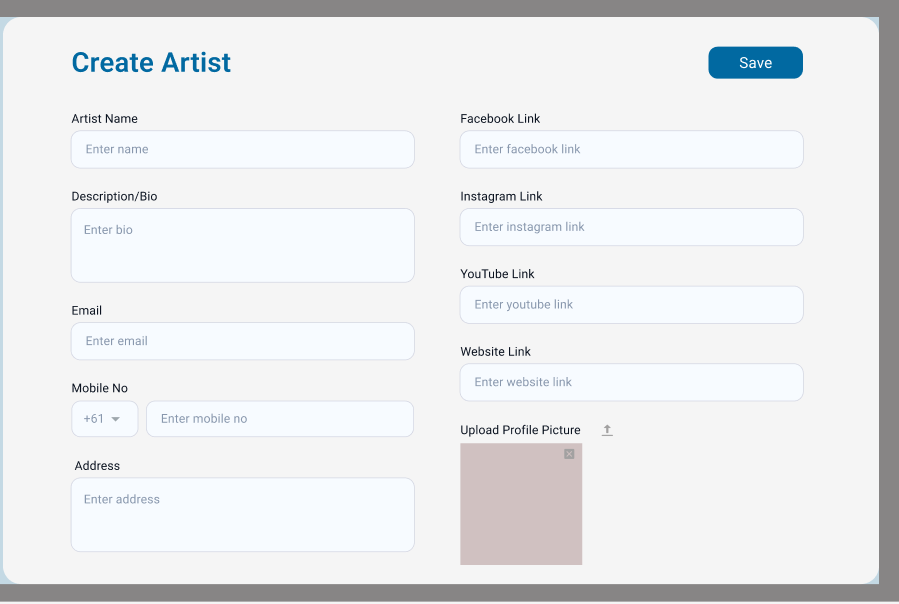 Create Artist
Save
Artist Name
Enter name
Description/Bio
Enter bio
Email
Enter email
Mobile No
+61
Enter mobile no
Address
Enter address
Facebook Link
Enter facebook link
Instagram Link
Enter instagram link
YouTube Link
Enter youtube link
Website Link
Enter website link
Upload Profile Picture